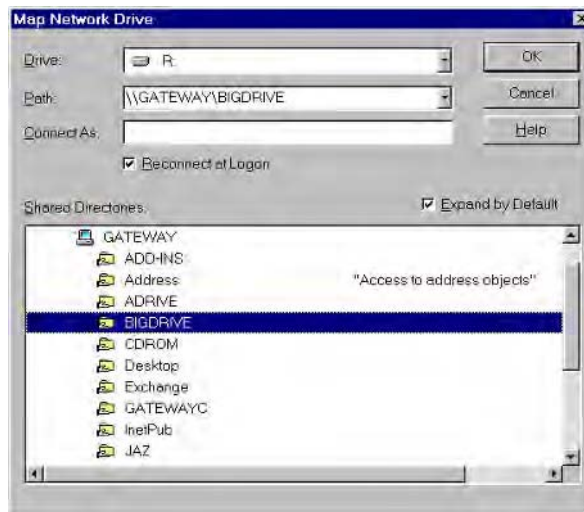 Map Network Drive
Drive: R: OK
Path: \\GATEWAY\BIGDRIVE Cancel
Connect As: Help
Reconnect at Logon
Shared Directories: Expand by Default
GATEWAY
ADD-INS
Address "Access to address objects"
ADRIVE
BIGDRIVE
CDROM
Desktop
Exchange
GATEWAYC
InetPub
JAZ